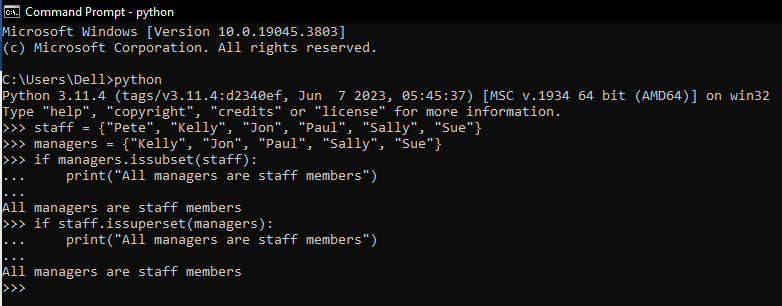 Command Prompt - python
Microsoft Windows [Version 10.0.19045.3803]
(c) Microsoft Corporation. All rights reserved.
C:\Users\Dell>python
Python 3.11.4 (tags/v3.11.4:d2340ef, Jun  7 2023, 05:45:37) [MSC v.1934 64 bit (AMD64)] on win32
Type "help", "copyright", "credits" or "license" for more information.
>>> staff = {"Pete", "Kelly", "Jon", "Paul", "Sally", "Sue"}
>>> managers = {"Kelly", "Jon", "Paul", "Sally", "Sue"}
>>> if managers.issubset(staff):
...     print("All managers are staff members")
...
All managers are staff members
>>> if staff.issuperset(managers):
...     print("All managers are staff members")
...
All managers are staff members
>>>